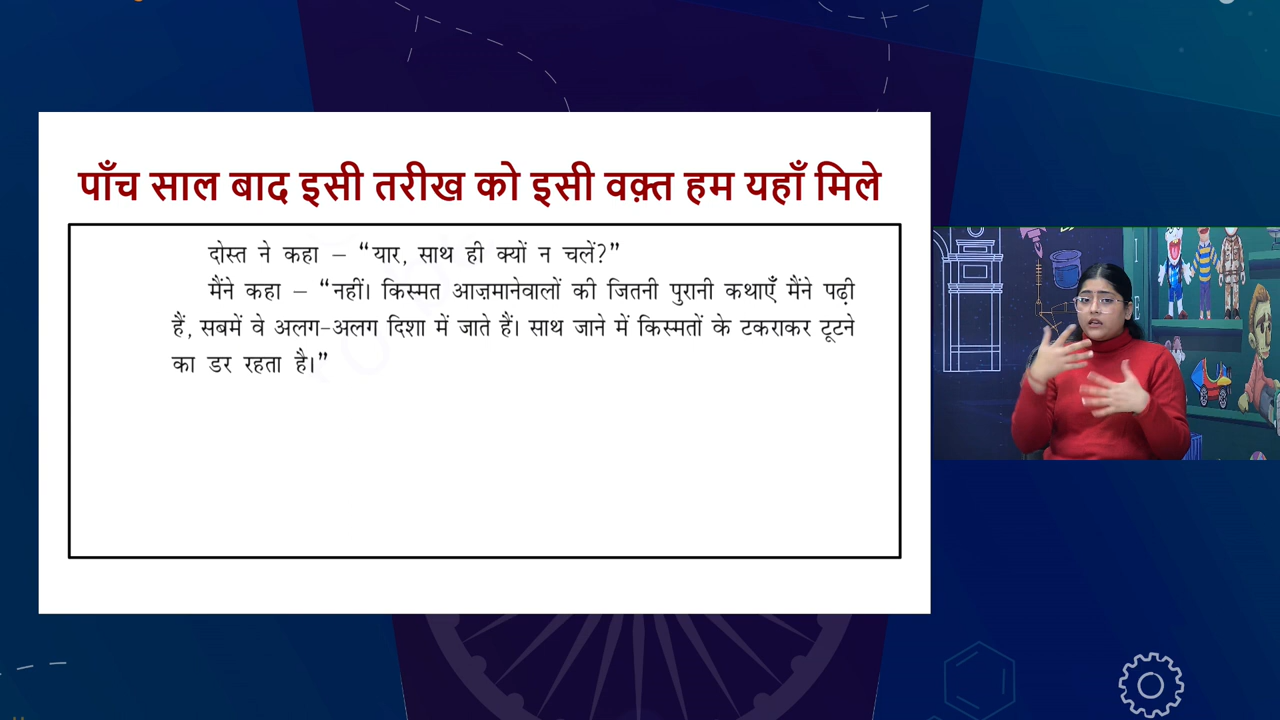 पाँच साल बाद इसी तरीख को इसी वक़्त हम यहाँ मिले
दोस्त ने कहा – “यार, साथ ही क्यों न चलें?”
मैंने कहा – “नहीं। किस्मत आज़मानेवालों की जितनी पुरानी कथाएँ मैंने पढ़ी
हैं, सबमें वे अलग-अलग दिशा में जाते हैं। साथ जाने में किस्मतों के टकराकर टूटने
का डर रहता है।”